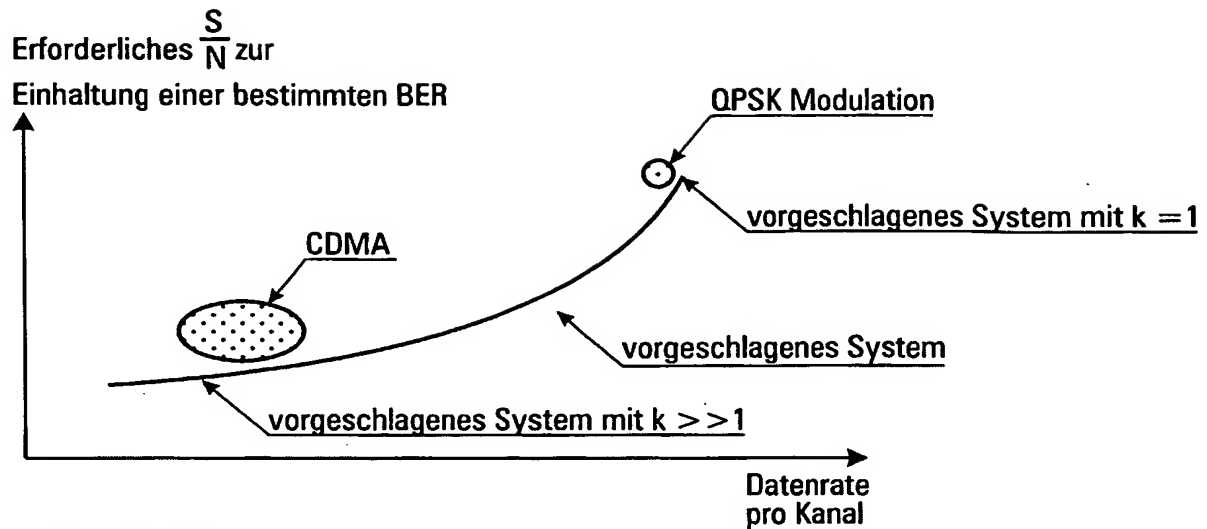 Erforderliches S/N zur
Einhaltung einer bestimmten BER
QPSK Modulation
vorgeschlagenes System mit k = 1
CDMA
vorgeschlagenes System
vorgeschlagenes System mit k >>1
Datenrate
pro Kanal